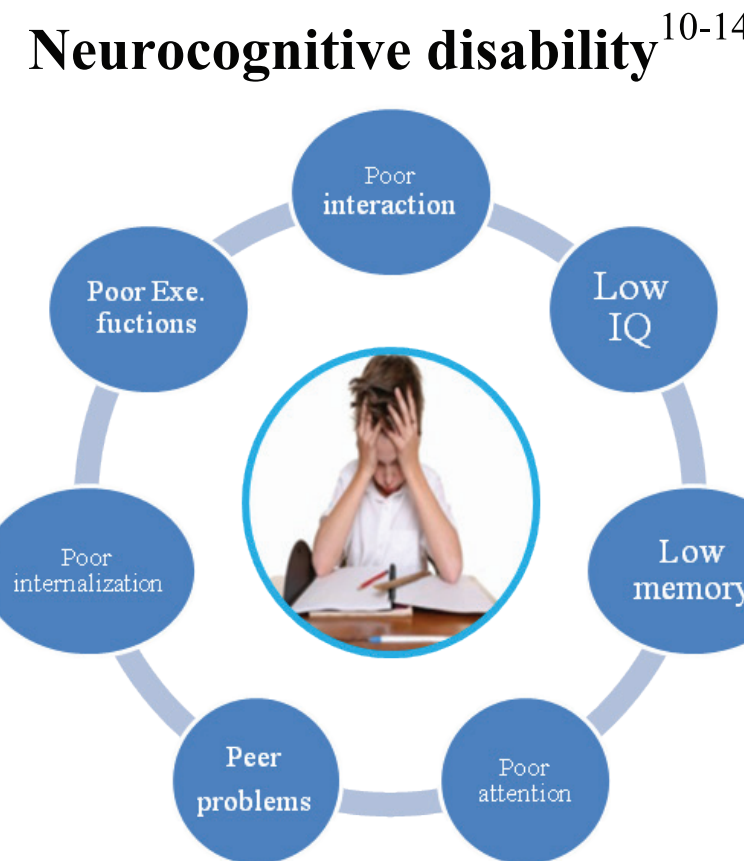 Neurocognitive disability10-14
Poor
interaction
Low
IQ
Low
memory
Poor
attention
Peer
problems
Poor
internalization
Poor Exe.
fuctions